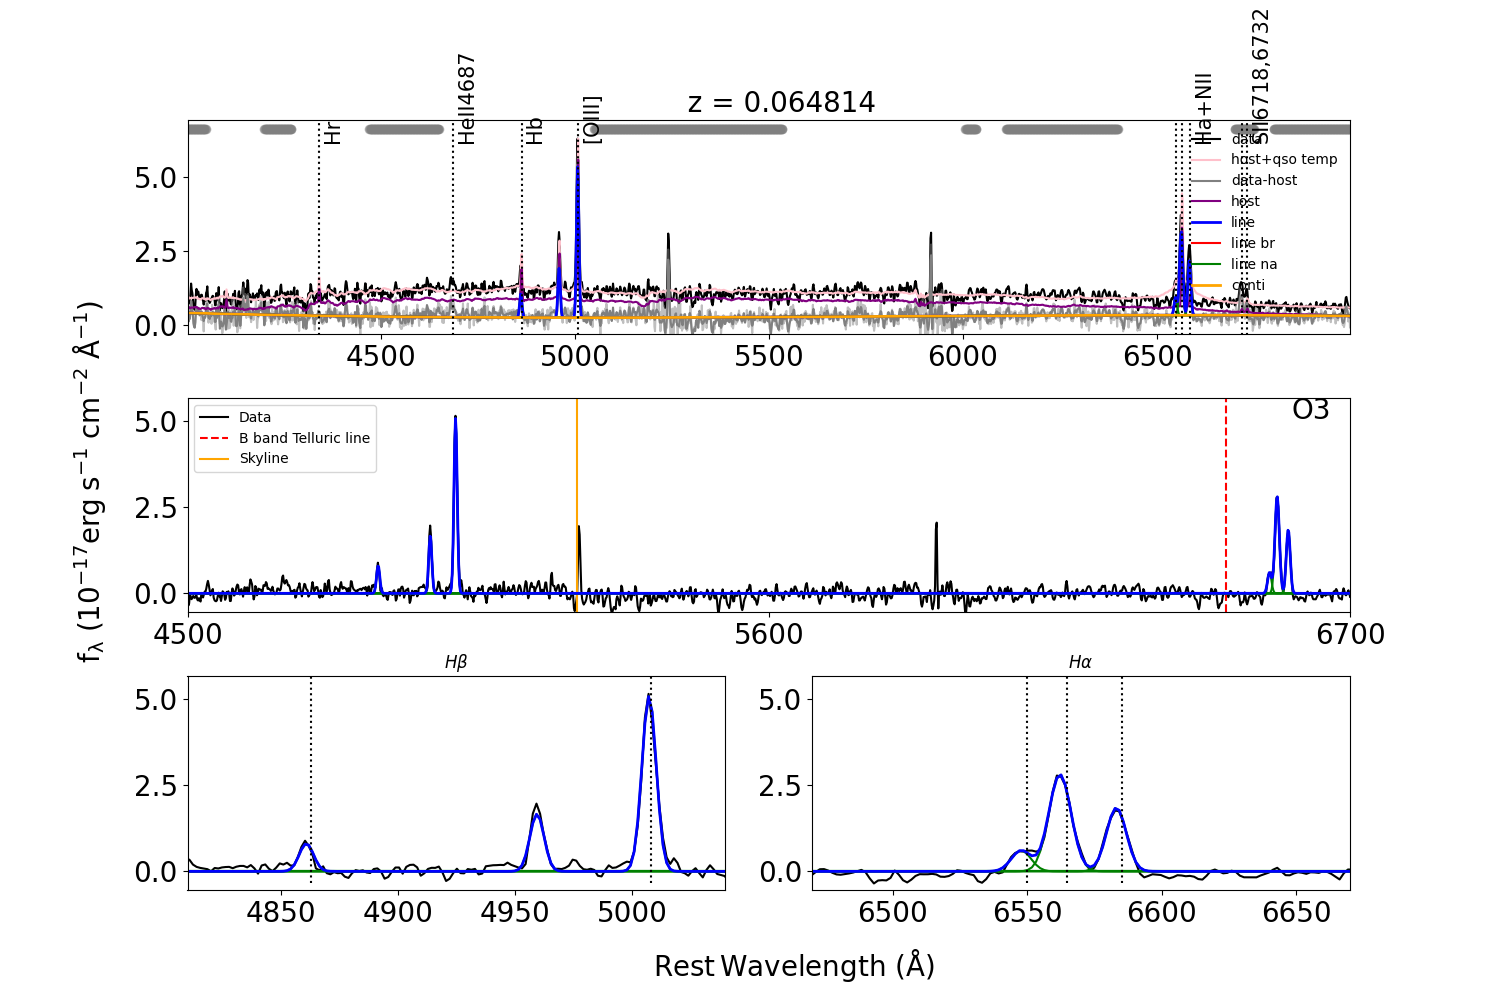 z = 0.064814
Hr
HeII4687
Hb
[OIII]
Ha+NII
SII6718,6732
data
host+qso temp
data-host
host
line
line br
line na
conti
5.0
2.5
0.0
4500
5000
5500
6000
6500
O3
Data
B band Telluric line
Skyline
5.0
2.5
0.0
4500
5600
6700
fλ (10⁻¹⁷erg s⁻¹ cm⁻² Å⁻¹)
Hβ
5.0
2.5
0.0
4850
4900
4950
5000
Hα
5.0
2.5
0.0
6500
6550
6600
6650
Rest Wavelength (Å)